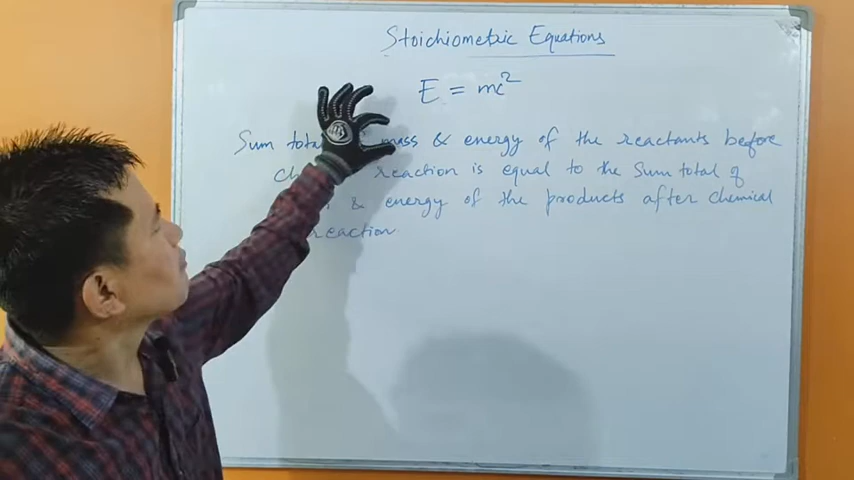 Stoichiometric Equations
E = mc²
Sum total mass & energy of the reactants before
reaction is equal to the Sum total of
& energy of the products after chemical
reaction.